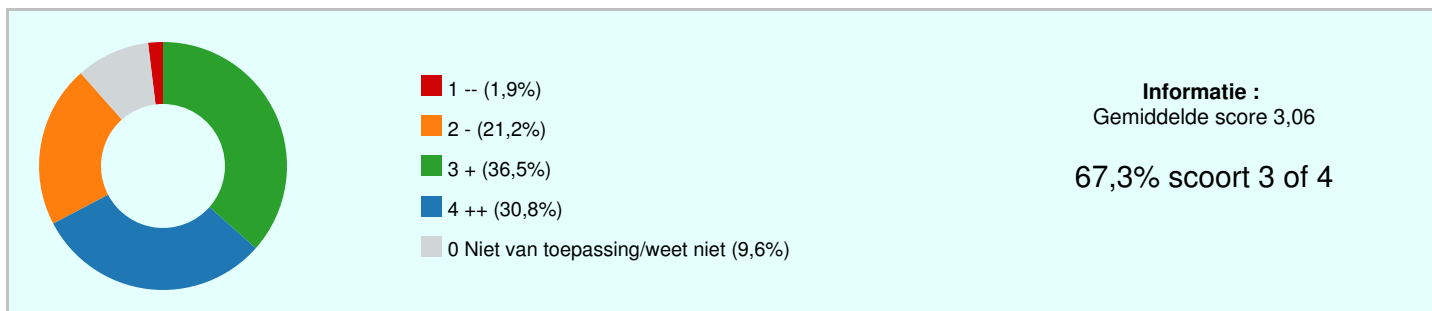 1 -- (1,9%)
2 - (21,2%)
3 + (36,5%)
4 ++ (30,8%)
0 Niet van toepassing/weet niet (9,6%)
Informatie :
Gemiddelde score 3,06
67,3% scoort 3 of 4